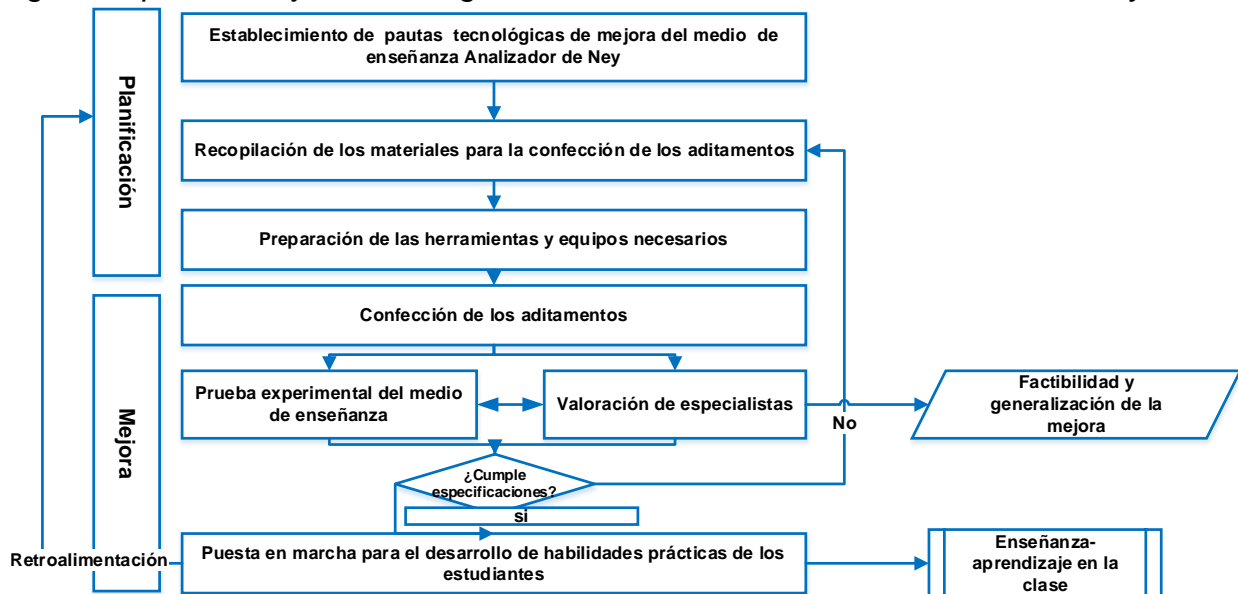 Establecimiento de pautas tecnológicas de mejora del medio de
enseñanza Analizador de Ney
Planificación
Recopilación de los materiales para la confección de los aditamentos
Preparación de las herramientas y equipos necesarios
Confección de los aditamentos
Mejora
Prueba experimental del medio
de enseñanza
Valoración de especialistas
Factibilidad y
generalización de la
mejora
No
¿Cumple
especificaciones?
si
Retroalimentación
Puesta en marcha para el desarrollo de habilidades prácticas de los
estudiantes
Enseñanza-
aprendizaje en la
clase